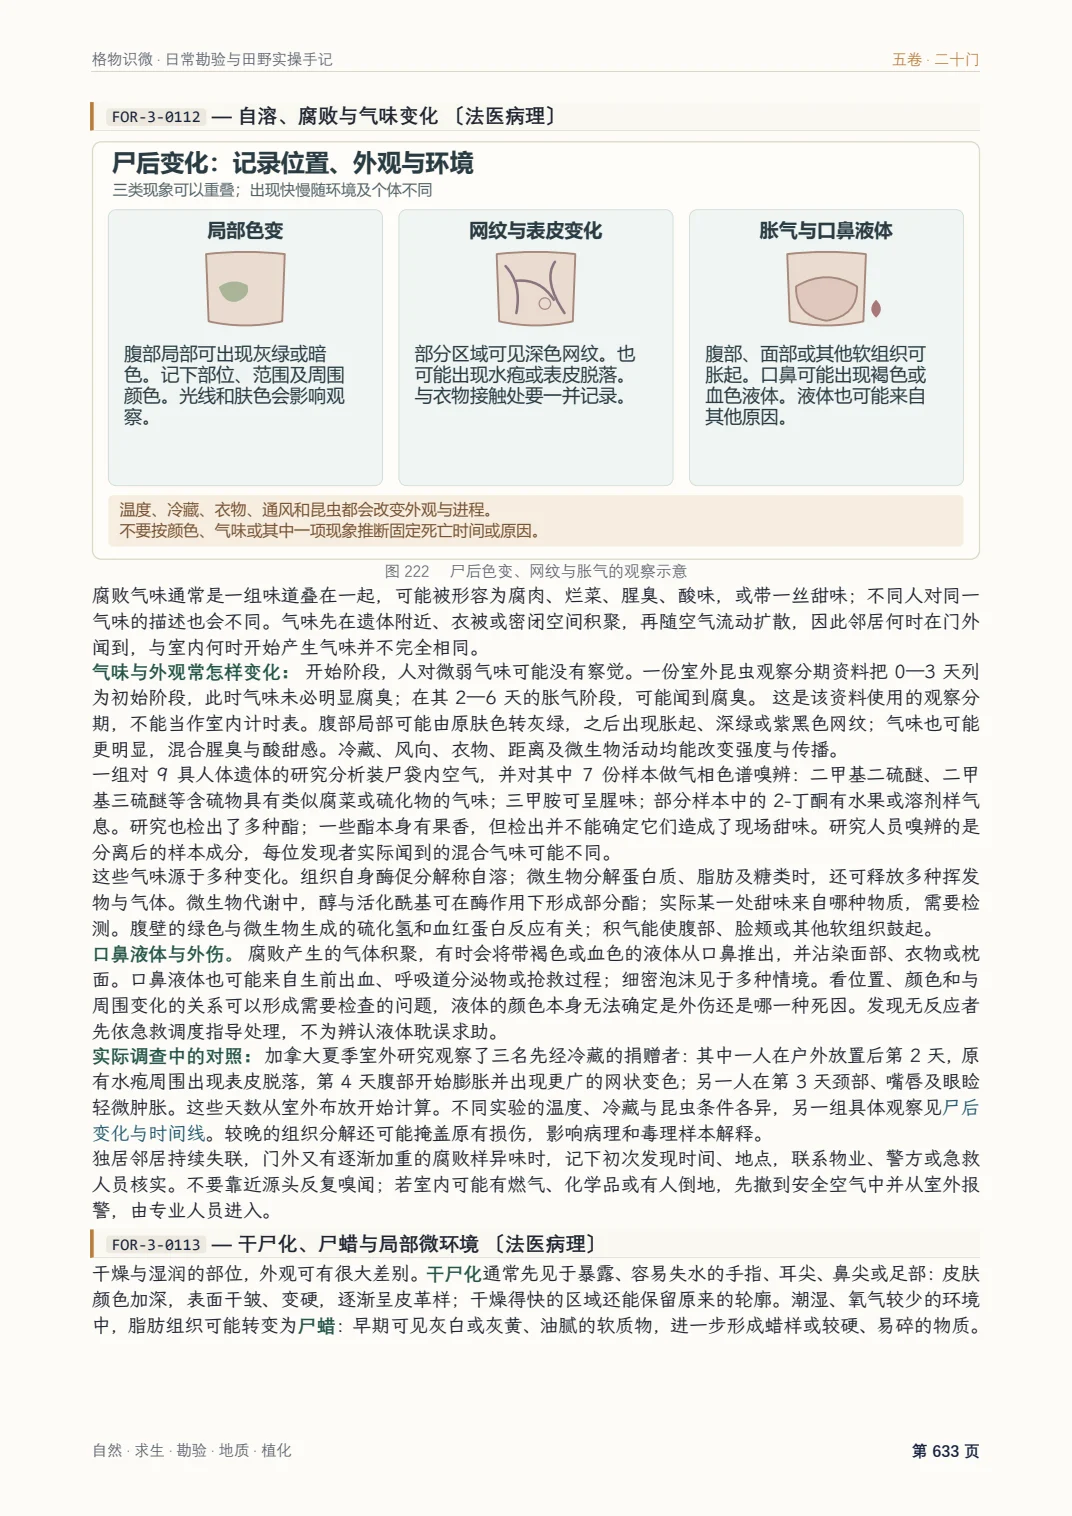 格物识微 · 日常勘验与田野实操手记
五卷 · 二十门
FOR-3-0112 — 自溶、腐败与气味变化 〔法医病理〕
尸后变化：记录位置、外观与环境
三类现象可以重叠；出现快慢随环境及个体不同
局部色变
腹部局部可出现灰绿或暗
色。记下部位、范围及周围
颜色。光线和肤色会影响观
察。
网纹与表皮变化
部分区域可见深色网纹。也
可能出现水疱或表皮脱落。
与衣物接触处要一并记录。
胀气与口鼻液体
腹部、面部或其他软组织可
胀起。口鼻可能出现褐色或
血色液体。液体也可能来自
其他原因。
温度、冷藏、衣物、通风和昆虫都会改变外观与进程。
不要按颜色、气味或其中一项现象推断固定死亡时间或原因。
图 222 尸后色变、网纹与胀气的观察示意
腐败气味通常是一组味道叠在一起，可能被形容为腐肉、烂菜、腥臭、酸味，或带一丝甜味；不同人对同一
气味的描述也会不同。气味先在遗体附近、衣被或密闭空间积聚，再随空气流动扩散，因此邻居何时在门外
闻到，与室内何时开始产生气味并不完全相同。
气味与外观常怎样变化： 开始阶段，人对微弱气味可能没有察觉。一份室外昆虫观察分期资料把 0—3 天列
为初始阶段，此时气味未必明显腐臭；在其 2—6 天的胀气阶段，可能闻到腐臭。 这是该资料使用的观察分
期，不能当作室内计时表。腹部局部可能由原肤色转灰绿，之后出现胀起、深绿或紫黑色网纹；气味也可能
更明显，混合腥臭与酸甜感。冷藏、风向、衣物、距离及微生物活动均能改变强度与传播。
一组对 9 具人体遗体的研究分析装尸袋内空气，并对其中 7 份样本做气相色谱嗅辨：二甲基二硫醚、二甲
基三硫醚等含硫物具有类似腐菜或硫化物的气味；三甲胺可呈腥味；部分样本中的 2-丁酮有水果或溶剂样气
息。研究也检出了多种酯；一些酯本身有果香，但检出并不能确定它们造成了现场甜味。研究人员嗅辨的是
分离后的样本成分，每位发现者实际闻到的混合气味可能不同。
这些气味源于多种变化。组织自身酶促分解称自溶；微生物分解蛋白质、脂肪及糖类时，还可释放多种挥发
物与气体。微生物代谢中，醇与活化酰基可在酶作用下形成部分酯；实际某一处甜味来自哪种物质，需要检
测。腹壁的绿色与微生物生成的硫化氢和血红蛋白反应有关；积气能使腹部、脸颊或其他软组织鼓起。
口鼻液体与外伤。 腐败产生的气体积聚，有时会将带褐色或血色的液体从口鼻推出，并沾染面部、衣物或枕
面。口鼻液体也可能来自生前出血、呼吸道分泌物或抢救过程；细密泡沫见于多种情境。看位置、颜色和与
周围变化的关系可以形成需要检查的问题，液体的颜色本身无法确定是外伤还是哪一种死因。发现无反应者
先依急救调度指导处理，不为辨认液体耽误求助。
实际调查中的对照： 加拿大夏季室外研究观察了三名先经冷藏的捐赠者：其中一人在户外放置后第 2 天，原
有水疱周围出现表皮脱落，第 4 天腹部开始膨胀并出现更广的网状变色；另一人在第 3 天颈部、嘴唇及眼睑
轻微肿胀。这些天数从室外布放开始计算。不同实验的温度、冷藏与昆虫条件各异，另一组具体观察见尸后
变化与时间线。较晚的组织分解还可能掩盖原有损伤，影响病理和毒理样本解释。
独居邻居持续失联，门外又有逐渐加重的腐败样异味时，记下初次发现时间、地点，联系物业、警方或急救
人员核实。不要靠近源头反复嗅闻；若室内可能有燃气、化学品或有人倒地，先撤到安全空气中并从室外报
警，由专业人员进入。
FOR-3-0113 — 干尸化、尸蜡与局部微环境 〔法医病理〕
干燥与湿润的部位，外观可有很大差别。干尸化通常先见于暴露、容易失水的手指、耳尖、鼻尖或足部：皮肤
颜色加深，表面干皱、变硬，逐渐呈皮革样；干燥得快的区域还能保留原来的轮廓。潮湿、氧气较少的环境
中，脂肪组织可能转变为尸蜡：早期可见灰白或灰黄、油腻的软质物，进一步形成蜡样或较硬、易碎的物质。
自然 · 求生 · 勘验 · 地质 · 植化
第 633 页